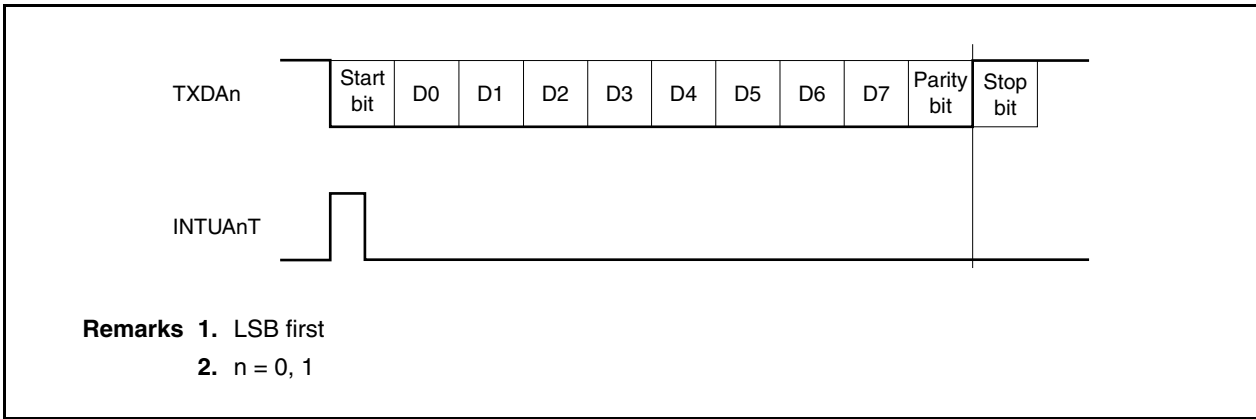 TXDAn
Start bit
D0
D1
D2
D3
D4
D5
D6
D7
Parity bit
Stop bit
INTUAnT
Remarks 1. LSB first
2. n = 0, 1